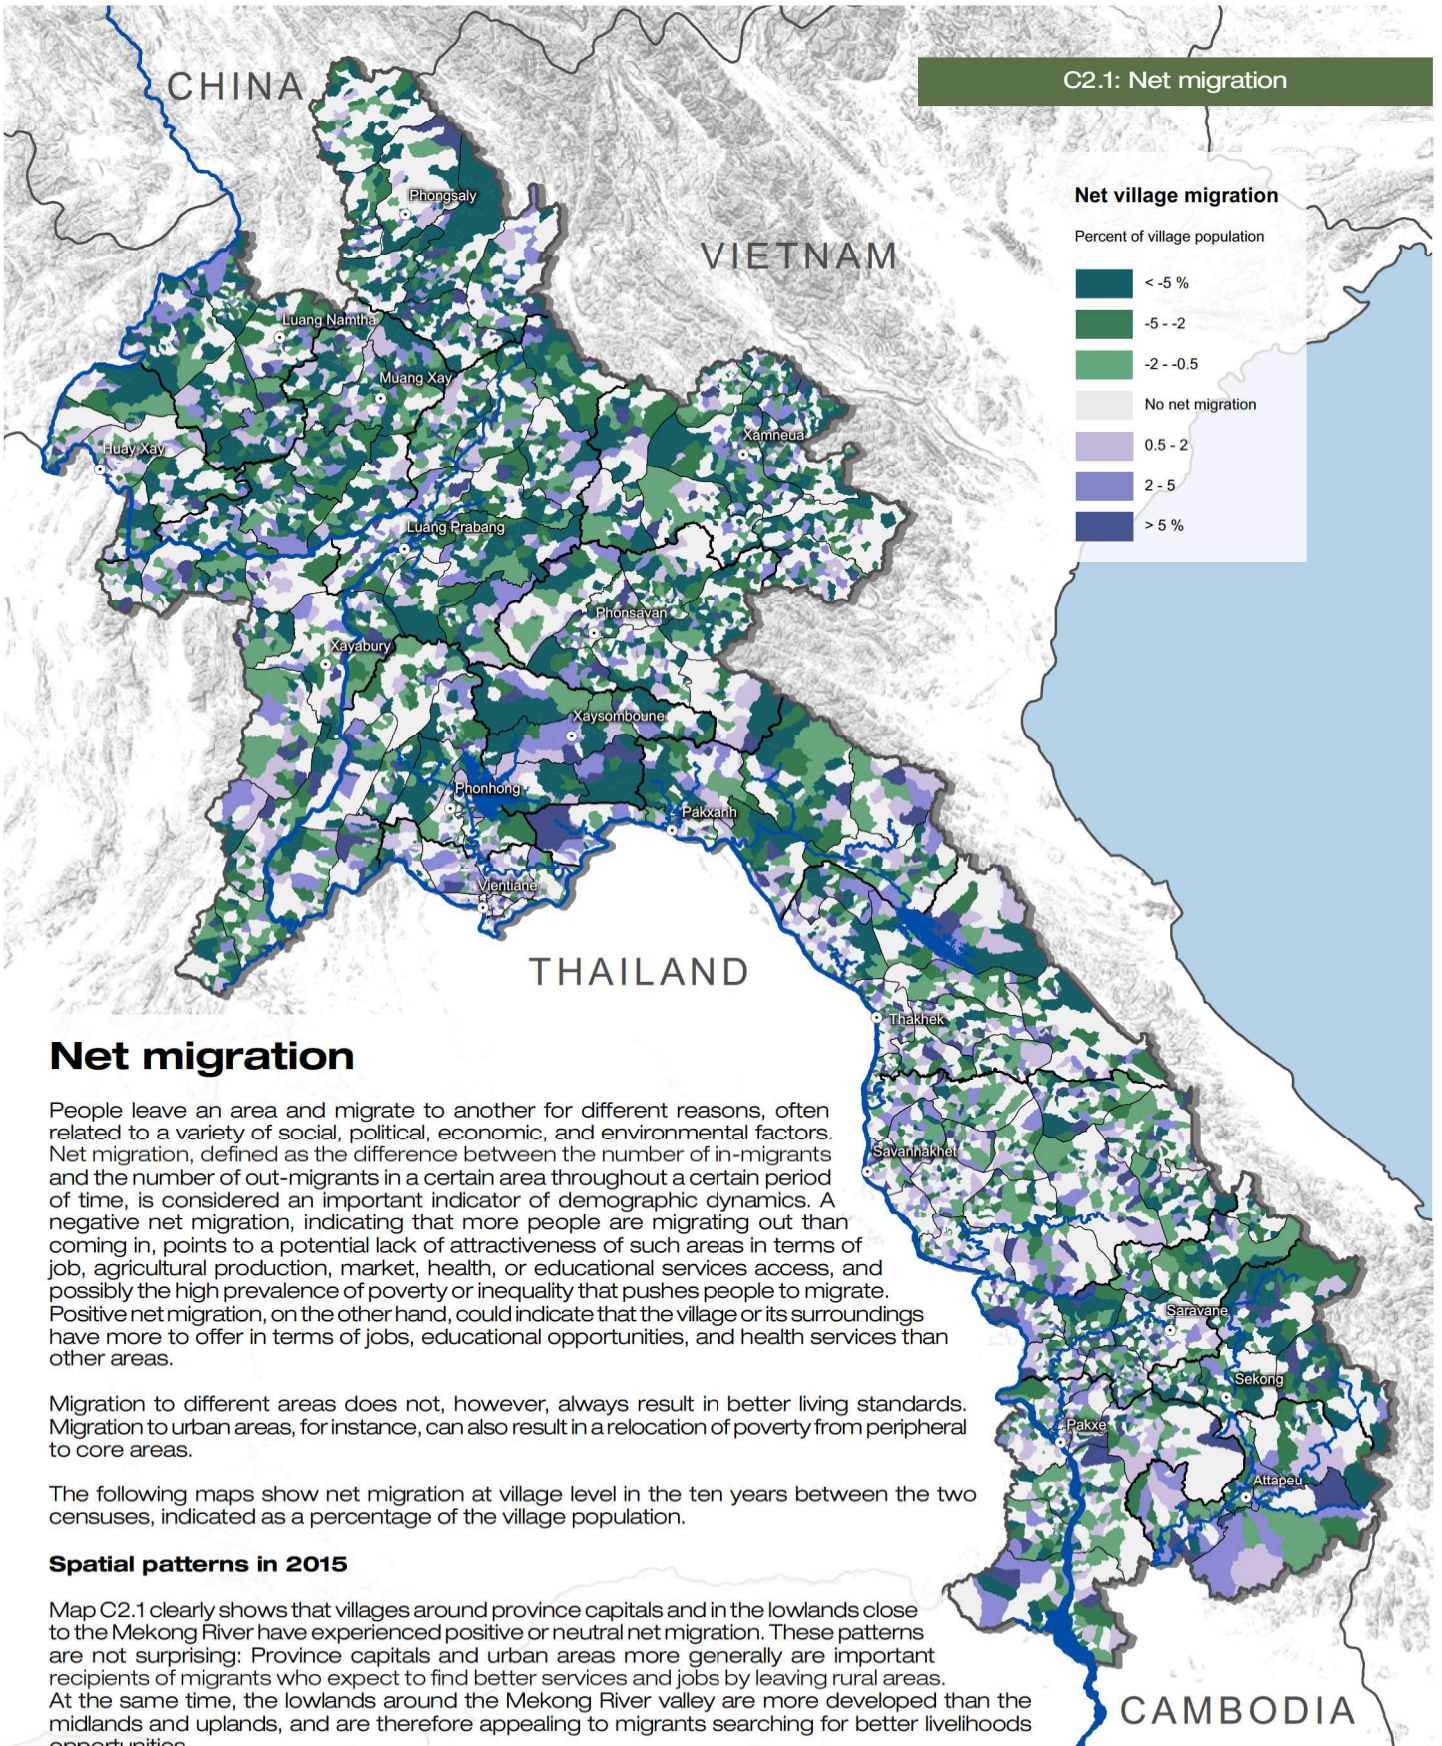 C2.1: Net migration
CHINA
VIETNAM
Net village migration
Percent of village population
< -5 %
-5 - -2
-2 - -0.5
No net migration
0.5 - 2
2 - 5
> 5 %
Phongsaly
Luang Namtha
Muang Xay
Huay Xay
Xamneua
Luang Prabang
Phonsavan
Xayabury
Xaysomboune
Phonhong
Pakxanh
Vientiane
THAILAND
Thakhek
Savannakhet
Saravane
Sekong
Pakxe
Attapeu
CAMBODIA
Net migration
People leave an area and migrate to another for different reasons, often
related to a variety of social, political, economic, and environmental factors.
Net migration, defined as the difference between the number of in-migrants
and the number of out-migrants in a certain area throughout a certain period
of time, is considered an important indicator of demographic dynamics. A
negative net migration, indicating that more people are migrating out than
coming in, points to a potential lack of attractiveness of such areas in terms of
job, agricultural production, market, health, or educational services access, and
possibly the high prevalence of poverty or inequality that pushes people to migrate.
Positive net migration, on the other hand, could indicate that the village or its surroundings
have more to offer in terms of jobs, educational opportunities, and health services than
other areas.
Migration to different areas does not, however, always result in better living standards.
Migration to urban areas, for instance, can also result in a relocation of poverty from peripheral
to core areas.
The following maps show net migration at village level in the ten years between the two
censuses, indicated as a percentage of the village population.
Spatial patterns in 2015
Map C2.1 clearly shows that villages around province capitals and in the lowlands close
to the Mekong River have experienced positive or neutral net migration. These patterns
are not surprising: Province capitals and urban areas more generally are important
recipients of migrants who expect to find better services and jobs by leaving rural areas.
At the same time, the lowlands around the Mekong River valley are more developed than the
midlands and uplands, and are therefore appealing to migrants searching for better livelihoods
opportunities.